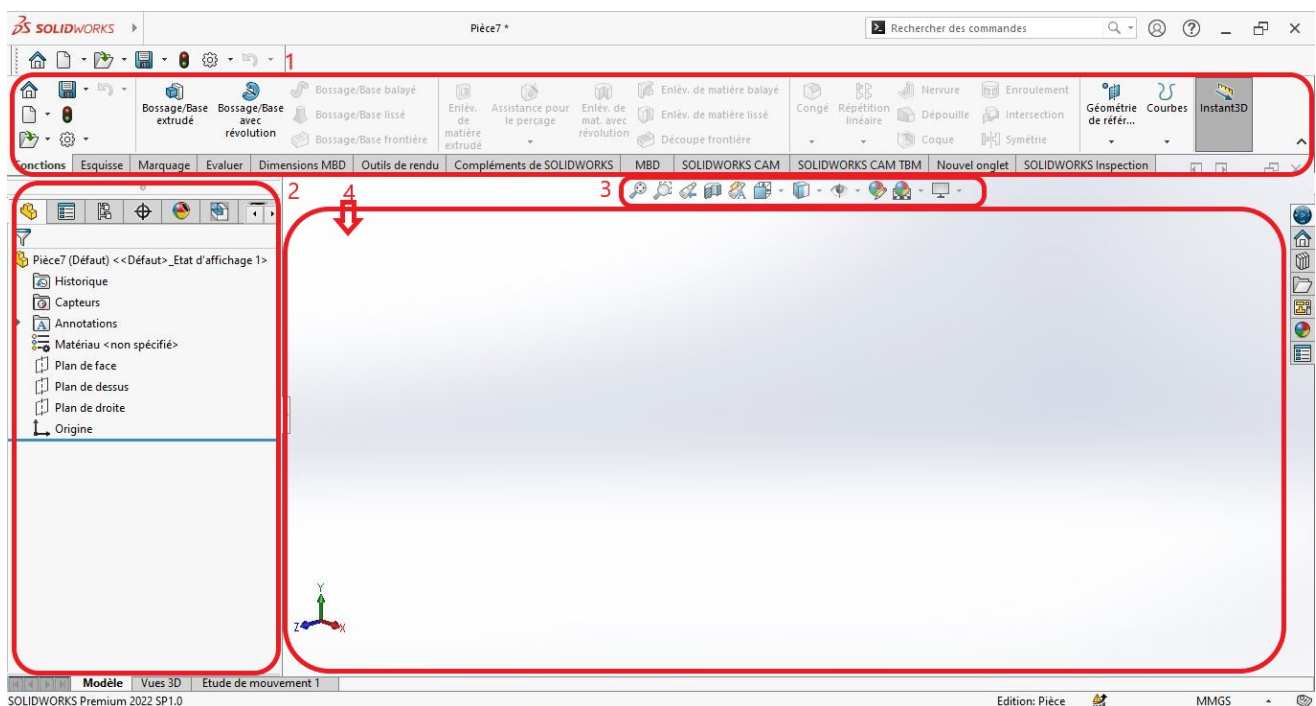 SOLIDWORKS
Pièce7 *
Rechercher des commandes
1
Bossage/Base extrudé
Bossage/Base avec révolution
Bossage/Base balayé
Bossage/Base lissé
Bossage/Base frontière
Enlèv. de matière extrudé
Assistance pour le perçage
Enlèv. de mat. avec révolution
Enlèv. de matière balayé
Enlèv. de matière lissé
Découpe frontière
Congé
Répétition linéaire
Nervure
Dépouille
Coque
Enroulement
Intersection
Symétrie
Géométrie de référ...
Courbes
Instant3D
Fonctions Esquisse Marquage Evaluer Dimensions MBD Outils de rendu Compléments de SOLIDWORKS MBD SOLIDWORKS CAM SOLIDWORKS CAM TBM Nouvel onglet SOLIDWORKS Inspection
2 4 3
Pièce7 (Défaut) <<Défaut>_Etat d'affichage 1>
Historique
Capteurs
A Annotations
Matériau <non spécifié>
Plan de face
Plan de dessus
Plan de droite
Origine
Y
Z X
Modèle Vues 3D Etude de mouvement 1
SOLIDWORKS Premium 2022 SP1.0 Edition: Pièce MMGS